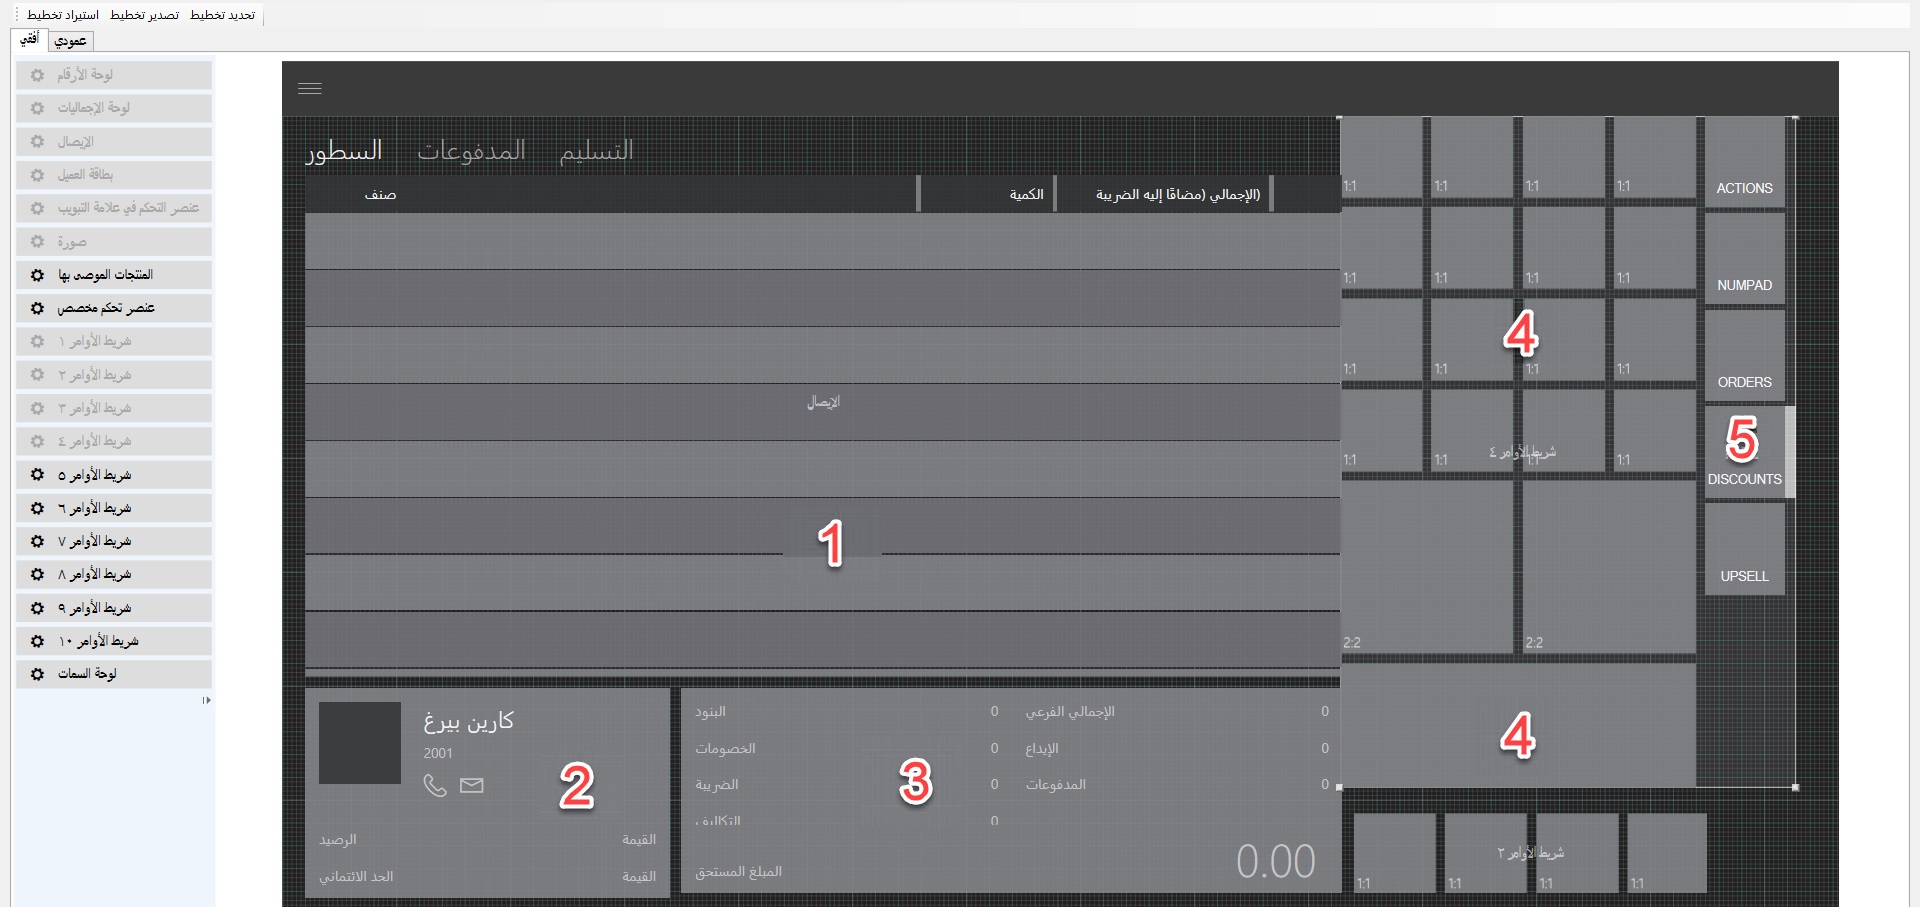 استيراد تخطيط تصدير تخطيط تحديد تخطيط
أفقي عمودي
لوحة الأرقام
لوحة الإجماليات
الإيصال
بطاقة العميل
عنصر التحكم في علامة التبويب
صورة
المنتجات الموصى بها
عنصر تحكم مخصص
شريط الأوامر ١
شريط الأوامر ٢
شريط الأوامر ٣
شريط الأوامر ٤
شريط الأوامر ٥
شريط الأوامر ٦
شريط الأوامر ٧
شريط الأوامر ٨
شريط الأوامر ٩
شريط الأوامر ١٠
لوحة السمات
السطور المدفوعات التسليم
صنف الكمية (الإجمالي (مضافًا إليه الضريبة
الإيصال
1
1:1 1:1 1:1 1:1
1:1 1:1 1:1 1:1
1:1 1:1 1:1 1:1
4
1:1 1:1 1:1 1:1
شريط الأوامر ٤
2:2 2:2
4
ACTIONS
NUMPAD
ORDERS
5
DISCOUNTS
UPSELL
كارين بيرغ
2001
2
الرصيد القيمة
الحد الائتماني القيمة
البنود 0 الإجمالي الفرعي 0
الخصومات 0 الإيداع 0
الضريبة 0 المدفوعات 0
التكاليف 0
3
المبلغ المستحق 0.00
شريط الأوامر ٣
1:1 1:1 1:1 1:1